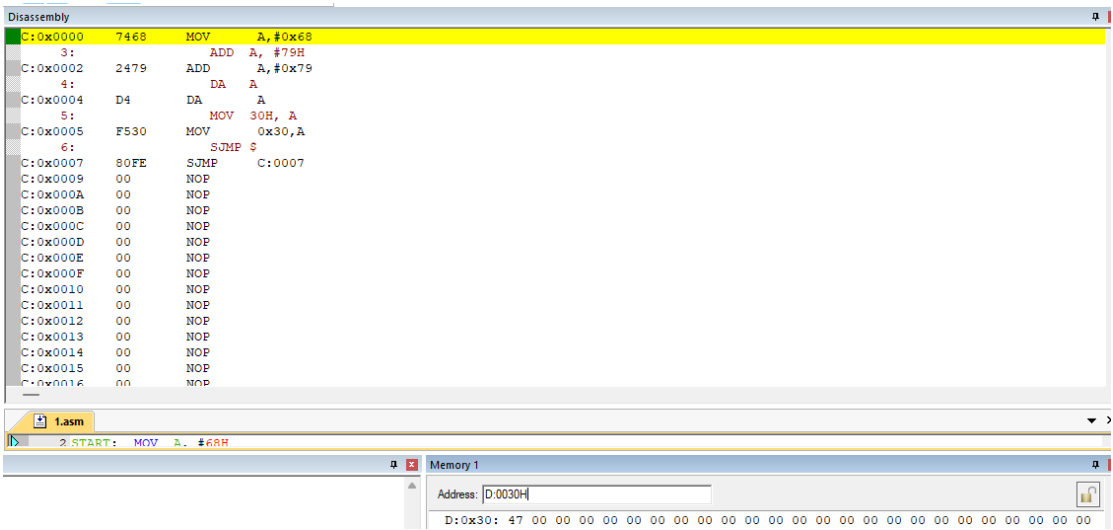 Disassembly
C:0x0000 7468 MOV A,#0x68
3: ADD A, #79H
C:0x0002 2479 ADD A,#0x79
4: DA A
C:0x0004 D4 DA A
5: MOV 30H, A
C:0x0005 F530 MOV 0x30,A
6: SJMP $
C:0x0007 80FE SJMP C:0007
C:0x0009 00 NOP
C:0x000A 00 NOP
C:0x000B 00 NOP
C:0x000C 00 NOP
C:0x000D 00 NOP
C:0x000E 00 NOP
C:0x000F 00 NOP
C:0x0010 00 NOP
C:0x0011 00 NOP
C:0x0012 00 NOP
C:0x0013 00 NOP
C:0x0014 00 NOP
C:0x0015 00 NOP
C:0x0016 00 NOP
1.asm
2 START: MOV A, #68H
Memory 1
Address: D:0030H
D:0x30: 47 00 00 00 00 00 00 00 00 00 00 00 00 00 00 00 00 00 00 00 00 00 00 00 00